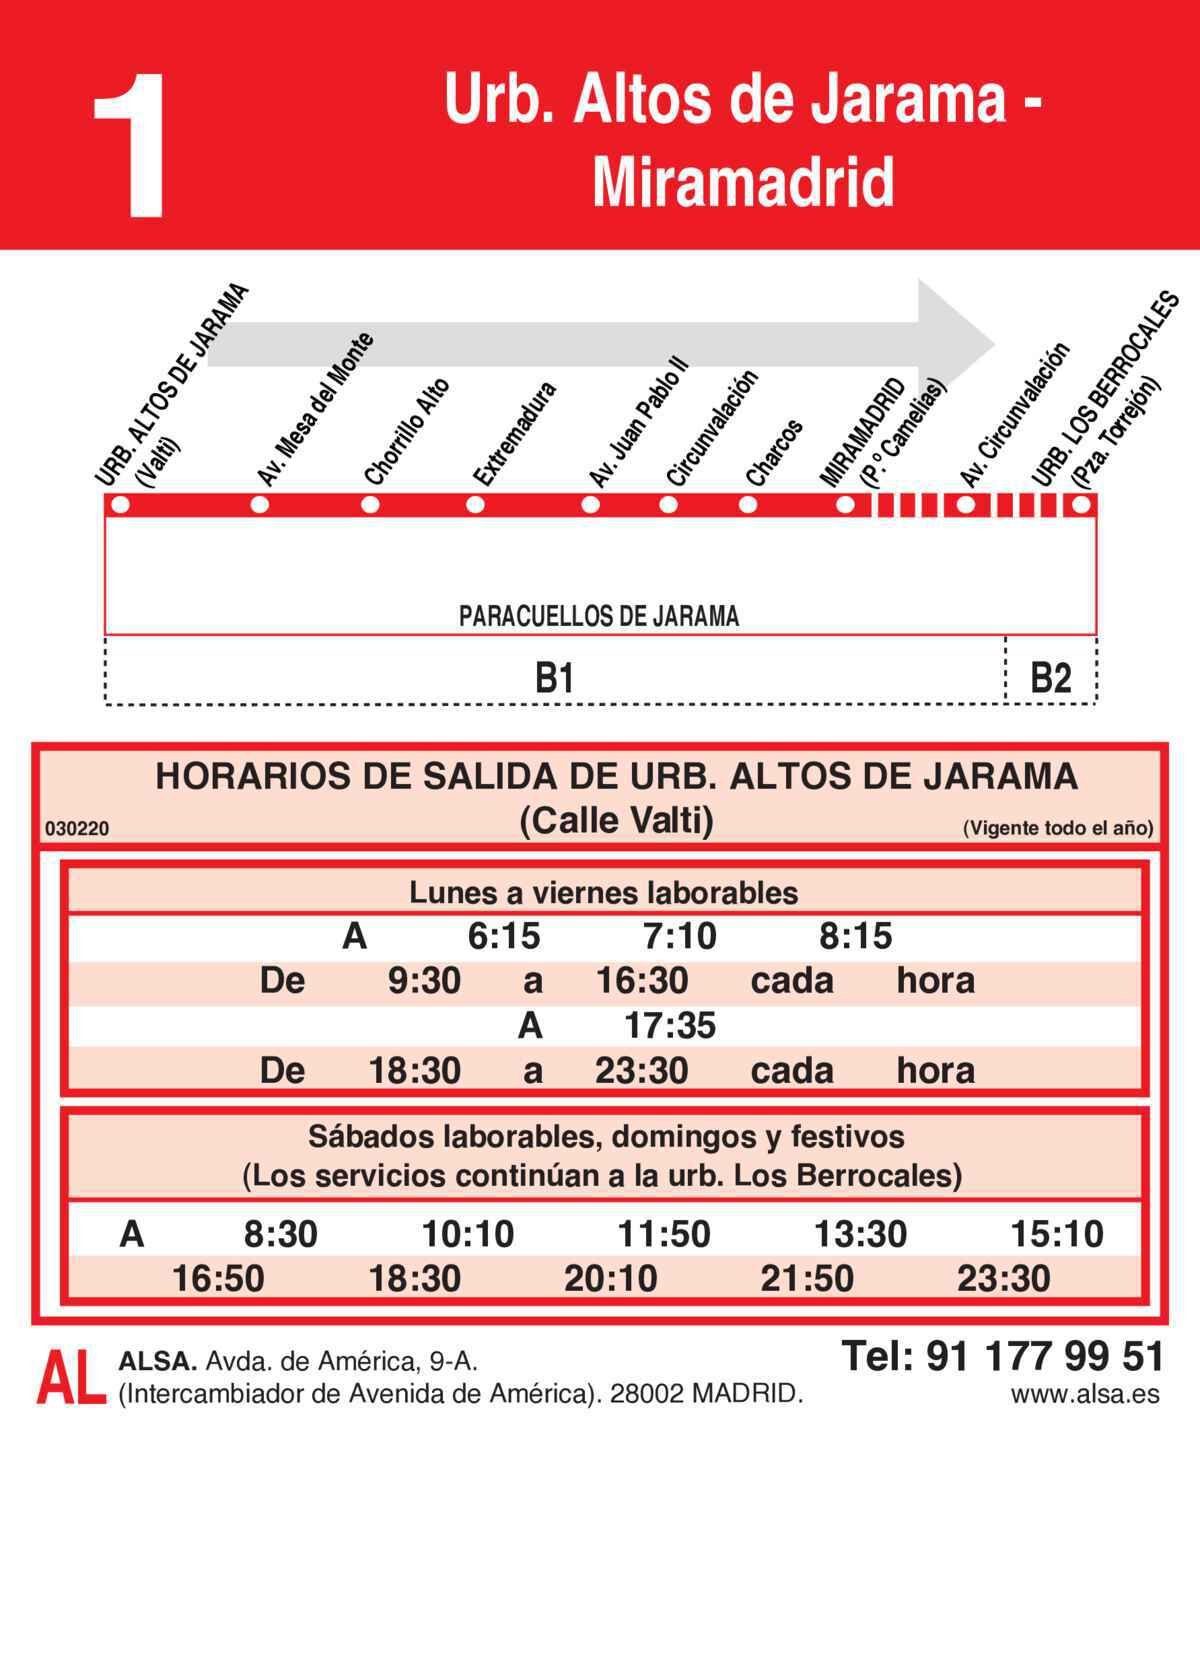 1
Urb. Altos de Jarama -
Miramadrid
URB. ALTOS DE JARAMA
(Valti)
Av. Mesa del Monte
Chorrillo Alto
Extremadura
Av. Juan Pablo II
Circunvalación
Charcos
MIRAMADRID
(P.º Camelias)
Av. Circunvalación
URB. LOS BERROCALES
(Pza. Torrejón)
PARACUELLOS DE JARAMA
B1 B2
HORARIOS DE SALIDA DE URB. ALTOS DE JARAMA
030220 (Calle Valti) (Vigente todo el año)
Lunes a viernes laborables
A 6:15 7:10 8:15
De 9:30 a 16:30 cada hora
A 17:35
De 18:30 a 23:30 cada hora
Sábados laborables, domingos y festivos
(Los servicios continúan a la urb. Los Berrocales)
A 8:30 10:10 11:50 13:30 15:10
16:50 18:30 20:10 21:50 23:30
AL
ALSA. Avda. de América, 9-A.
(Intercambiador de Avenida de América). 28002 MADRID.
Tel: 91 177 99 51
www.alsa.es